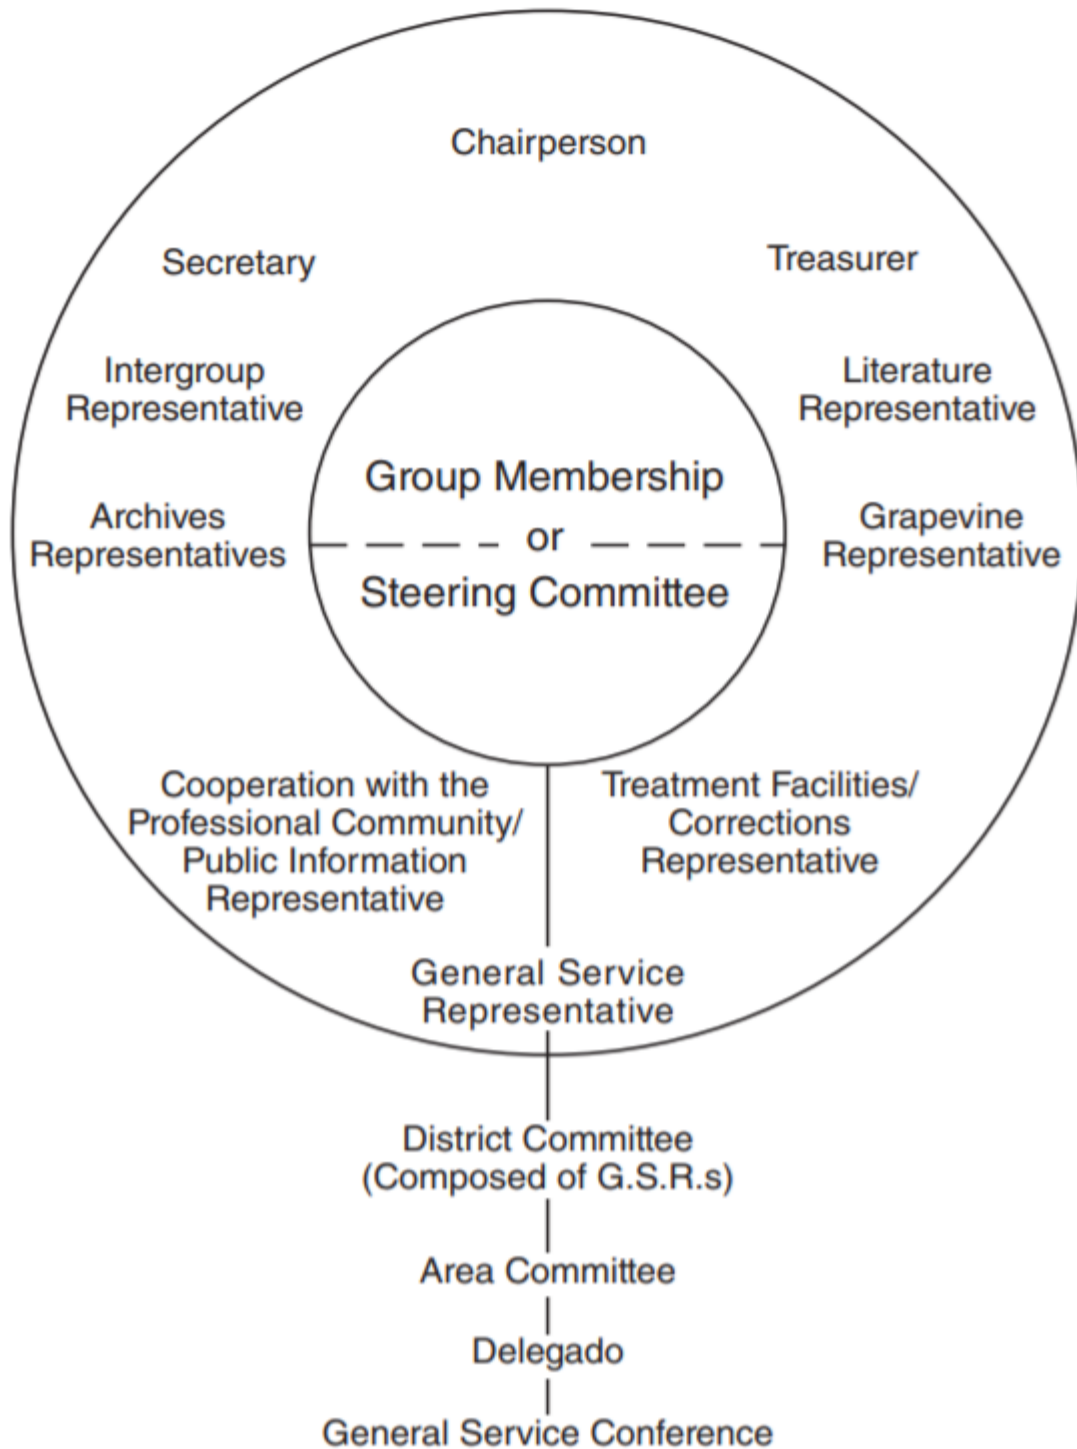 Chairperson
Secretary
Treasurer
Intergroup
Representative
Literature
Representative
Archives
Representatives
Grapevine
Representative
Group Membership
or
Steering Committee
Cooperation with the
Professional Community/
Public Information
Representative
Treatment Facilities/
Corrections
Representative
General Service
Representative
District Committee
(Composed of G.S.R.s)
Area Committee
Delegado
General Service Conference